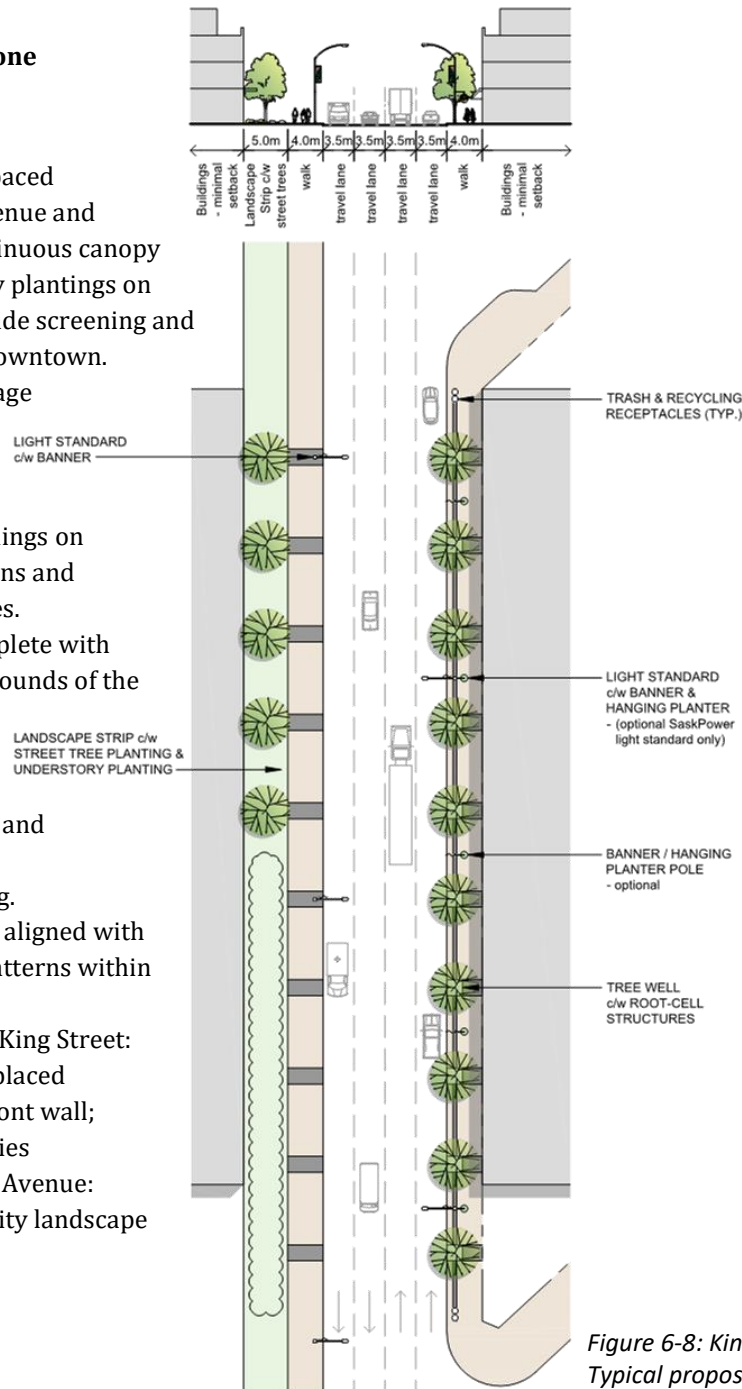 one
5.0m 4.0m 3.5m 3.5m 3.5m 3.5m 4.0m
Buildings
- minimal
setback
Landscape
Strip c/w
street trees
walk
travel lane
travel lane
travel lane
travel lane
walk
Buildings
- minimal
setback
paced
enue and
tinuous canopy
y plantings on
ide screening and
owntown.
age
TRASH & RECYCLING
RECEPTACLES (TYP.)
LIGHT STANDARD
c/w BANNER
lings on
ns and
es.
plete with
ounds of the
LIGHT STANDARD
c/w BANNER &
HANGING PLANTER
- (optional SaskPower
light standard only)
LANDSCAPE STRIP c/w
STREET TREE PLANTING &
UNDERSTORY PLANTING
and
g.
aligned with
atterns within
BANNER / HANGING
PLANTER POLE
- optional
TREE WELL
c/w ROOT-CELL
STRUCTURES
King Street:
placed
ont wall;
ies
Avenue:
ity landscape
Figure 6-8: Kin
Typical propos